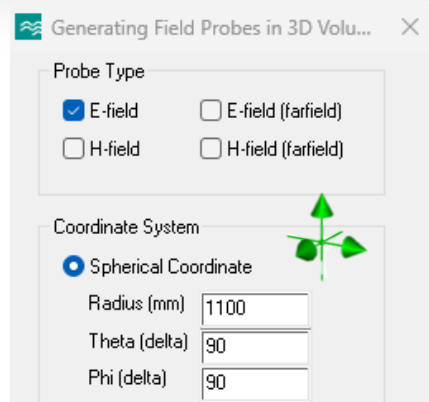 Generating Field Probes in 3D Volu...
Probe Type
E-field
E-field (farfield)
H-field
H-field (farfield)
Coordinate System
Spherical Coordinate
Radius (mm) 1100
Theta (delta) 90
Phi (delta) 90